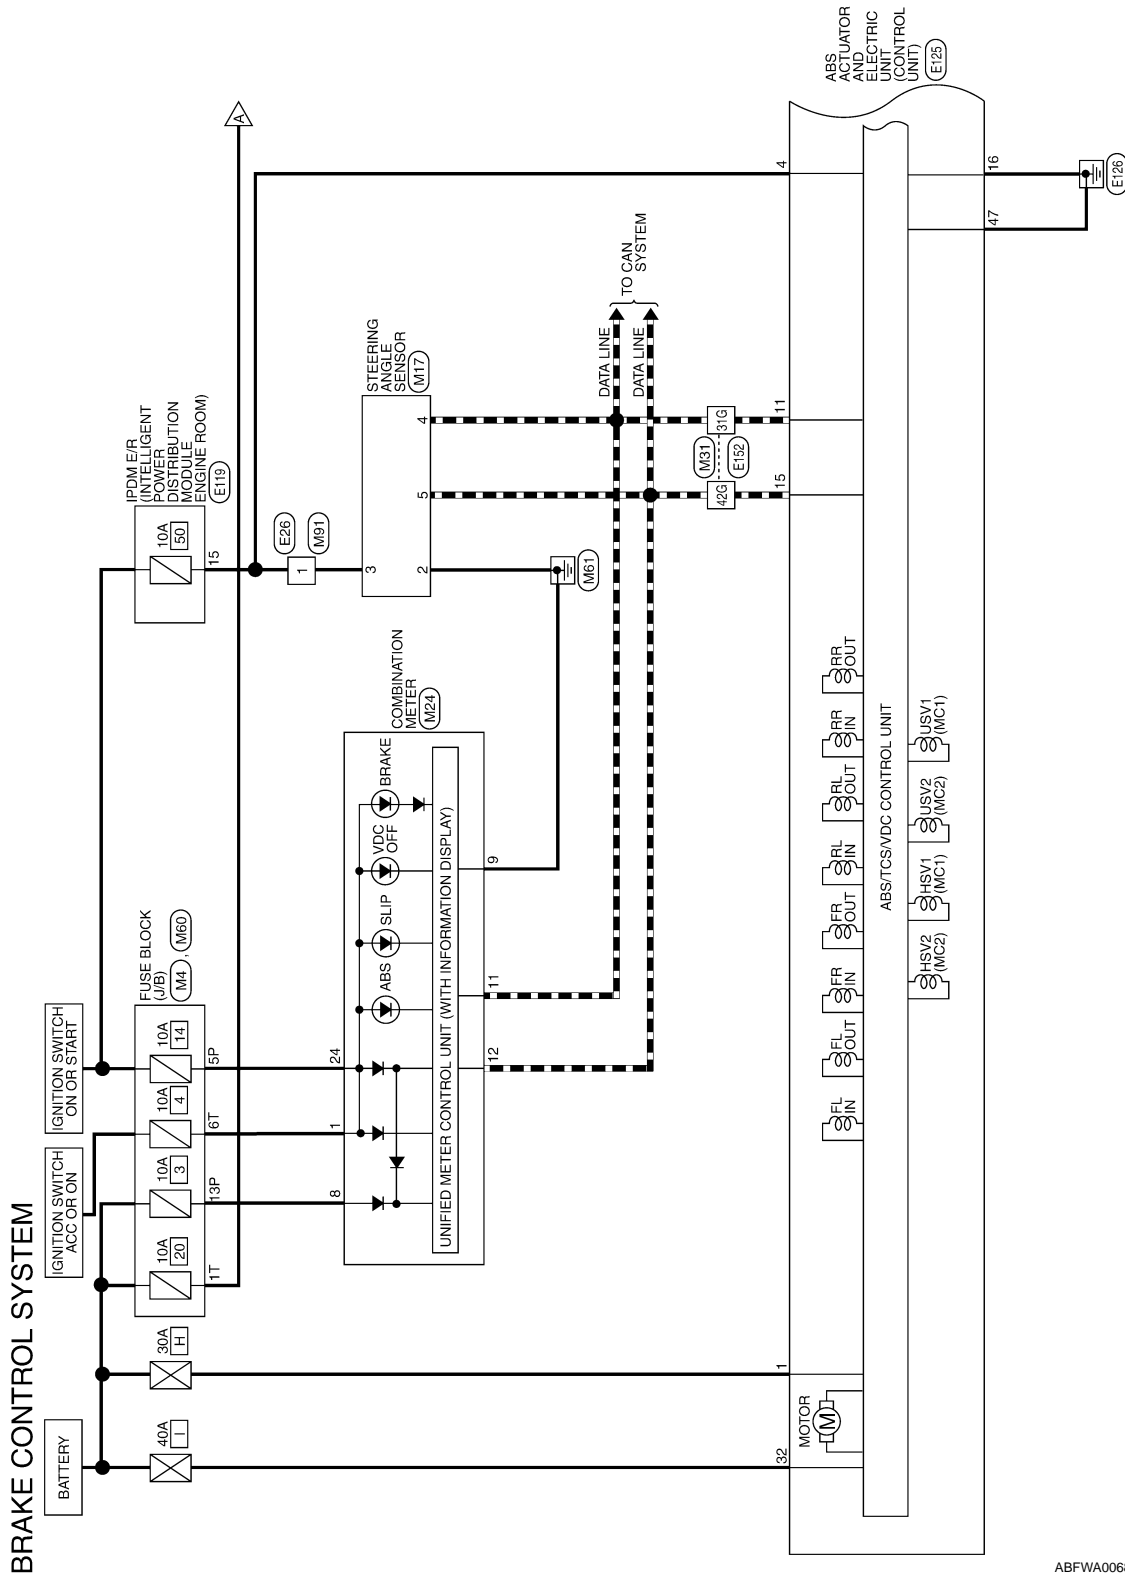 BRAKE CONTROL SYSTEM
BATTERY
IGNITION SWITCH
ACC OR ON
IGNITION SWITCH
ON OR START
40A
I
30A
H
10A
20
10A
3
10A
4
10A
14
FUSE BLOCK
(J/B)
M4
,
M60
1T
13P
6T
5P
10A
50
15
IPDM E/R
(INTELLIGENT
POWER
DISTRIBUTION
MODULE
ENGINE ROOM)
E119
A
E26
M91
1
8
1
24
ABS
SLIP
VDC
OFF
BRAKE
COMBINATION
METER
M24
UNIFIED METER CONTROL UNIT (WITH INFORMATION DISPLAY)
12
11
9
3
2
5
4
STEERING
ANGLE
SENSOR
M17
M61
DATA LINE
DATA LINE
TO CAN
SYSTEM
42G
31G
M31
E152
32
1
15
11
4
MOTOR
M
FL
IN
FL
OUT
FR
IN
FR
OUT
RL
IN
RL
OUT
RR
IN
RR
OUT
ABS/TCS/VDC CONTROL UNIT
HSV2
(MC2)
HSV1
(MC1)
USV2
(MC2)
USV1
(MC1)
ABS
ACTUATOR
AND
ELECTRIC
UNIT
(CONTROL
UNIT)
E125
47
16
E126